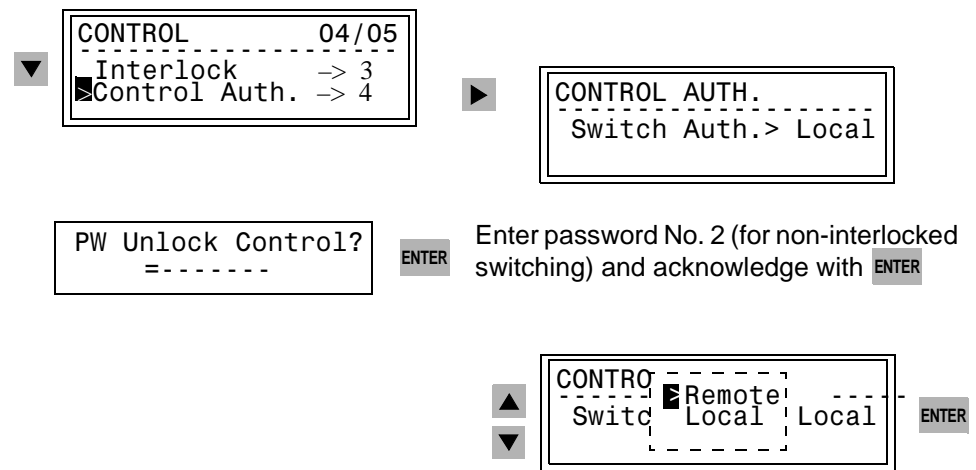 CONTROL 04/05
--------------------
Interlock –> 3
>Control Auth. –> 4
CONTROL AUTH.
--------------------
Switch Auth.> Local
PW Unlock Control?
=-------
ENTER
Enter password No. 2 (for non-interlocked
switching) and acknowledge with ENTER
CONTRO
------ >Remote -----
Switc Local Local
ENTER